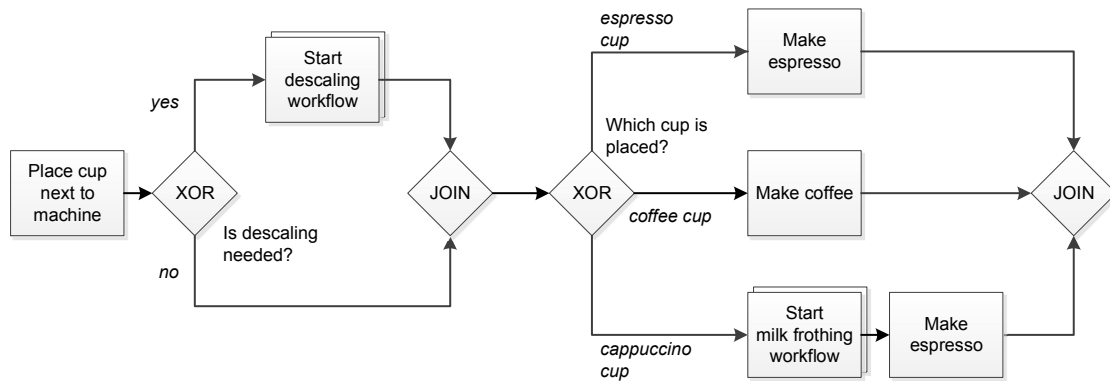 Place cup
next to
machine
XOR
yes
no
Is descaling
needed?
Start
descaling
workflow
JOIN
XOR
Which cup is
placed?
espresso
cup
Make
espresso
coffee cup
Make coffee
cappuccino
cup
Start
milk frothing
workflow
Make
espresso
JOIN